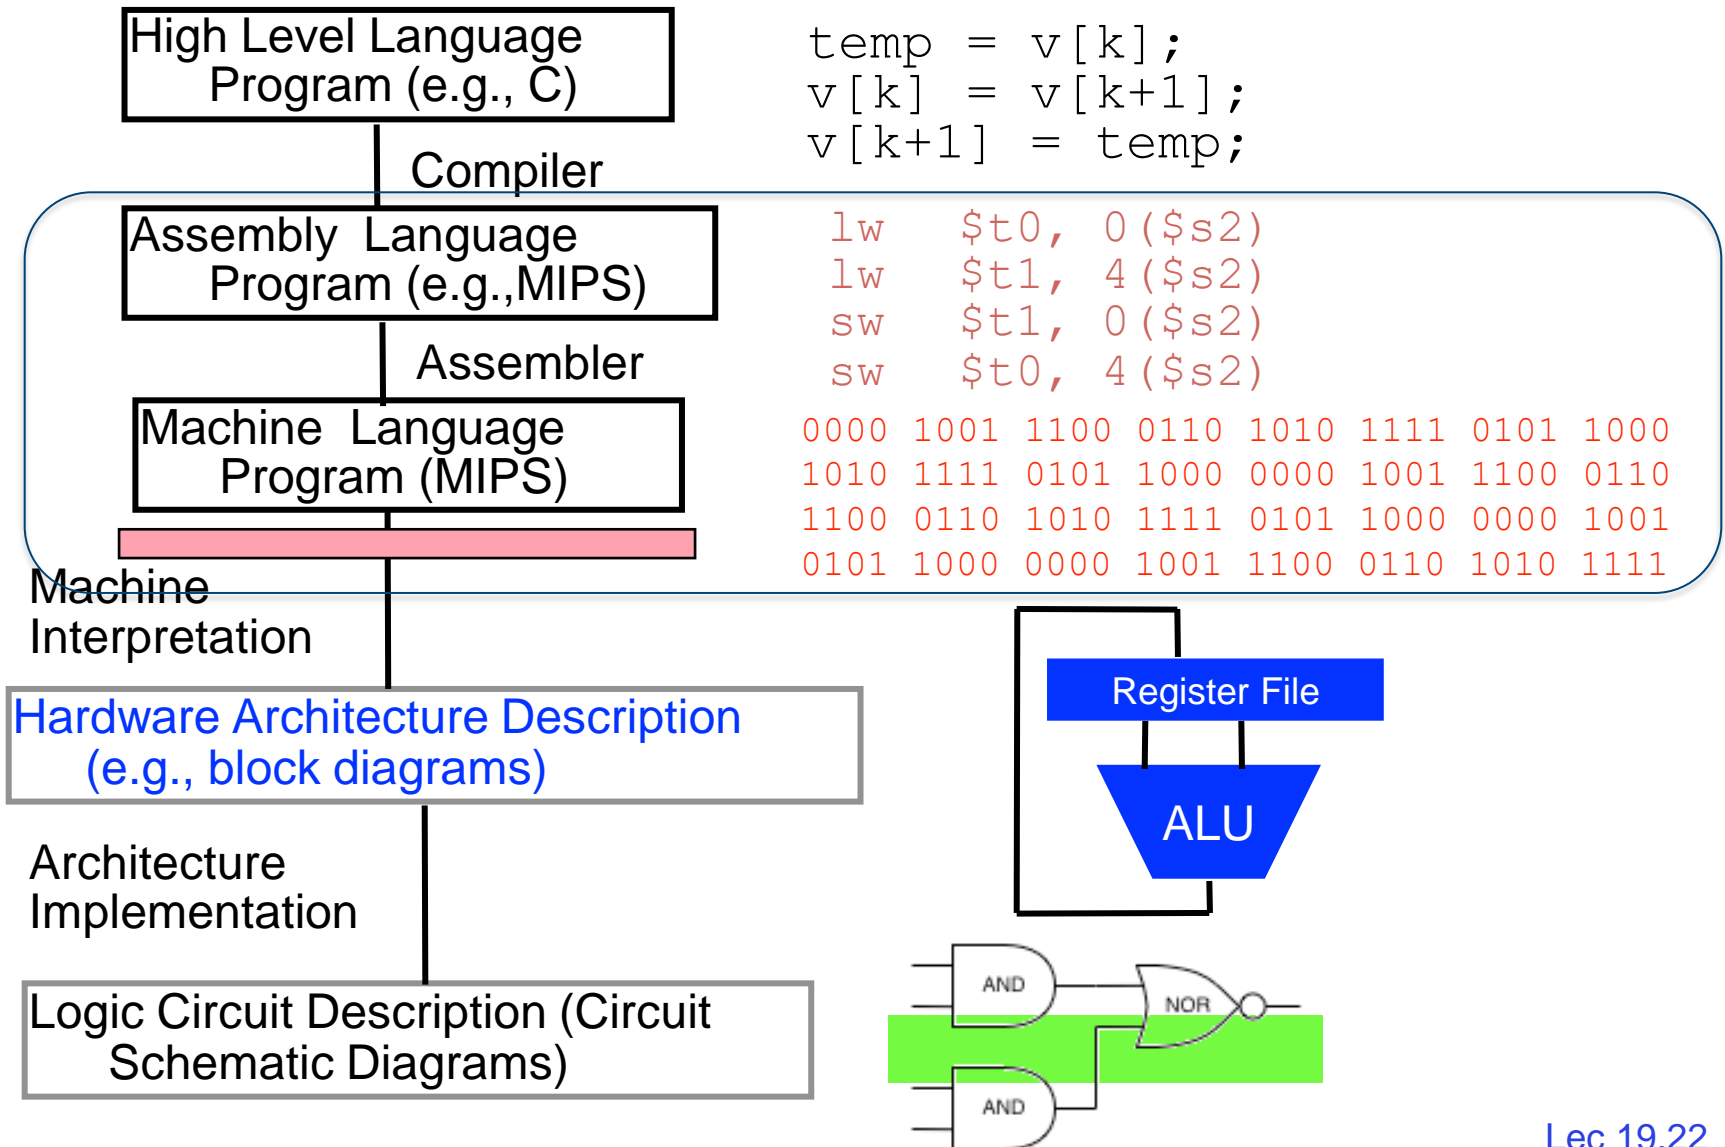 High Level Language
Program (e.g., C)
temp = v[k];
v[k] = v[k+1];
v[k+1] = temp;
Compiler
Assembly Language
Program (e.g.,MIPS)
lw $t0, 0($s2)
lw $t1, 4($s2)
sw $t1, 0($s2)
sw $t0, 4($s2)
Assembler
Machine Language
Program (MIPS)
0000 1001 1100 0110 1010 1111 0101 1000
1010 1111 0101 1000 0000 1001 1100 0110
1100 0110 1010 1111 0101 1000 0000 1001
0101 1000 0000 1001 1100 0110 1010 1111
Machine
Interpretation
Register File
Hardware Architecture Description
(e.g., block diagrams)
ALU
Architecture
Implementation
AND
NOR
Logic Circuit Description (Circuit
Schematic Diagrams)
AND
Lec 19.22